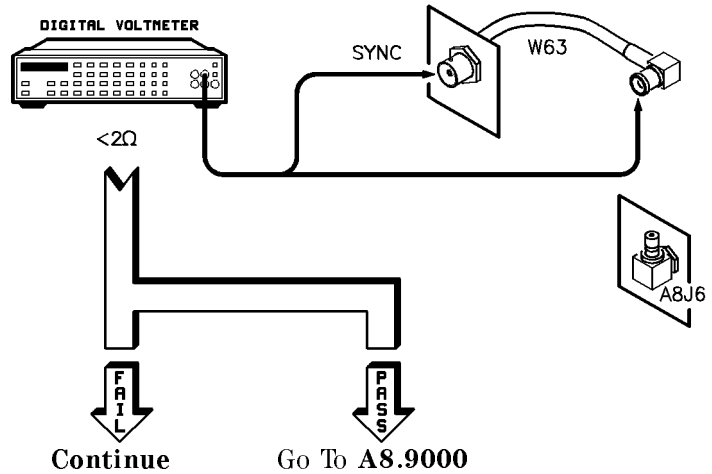 DIGITAL VOLTMETER
SYNC
W63
<2Ω
A8J6
FAIL
PASS
Continue
Go To A8.9000